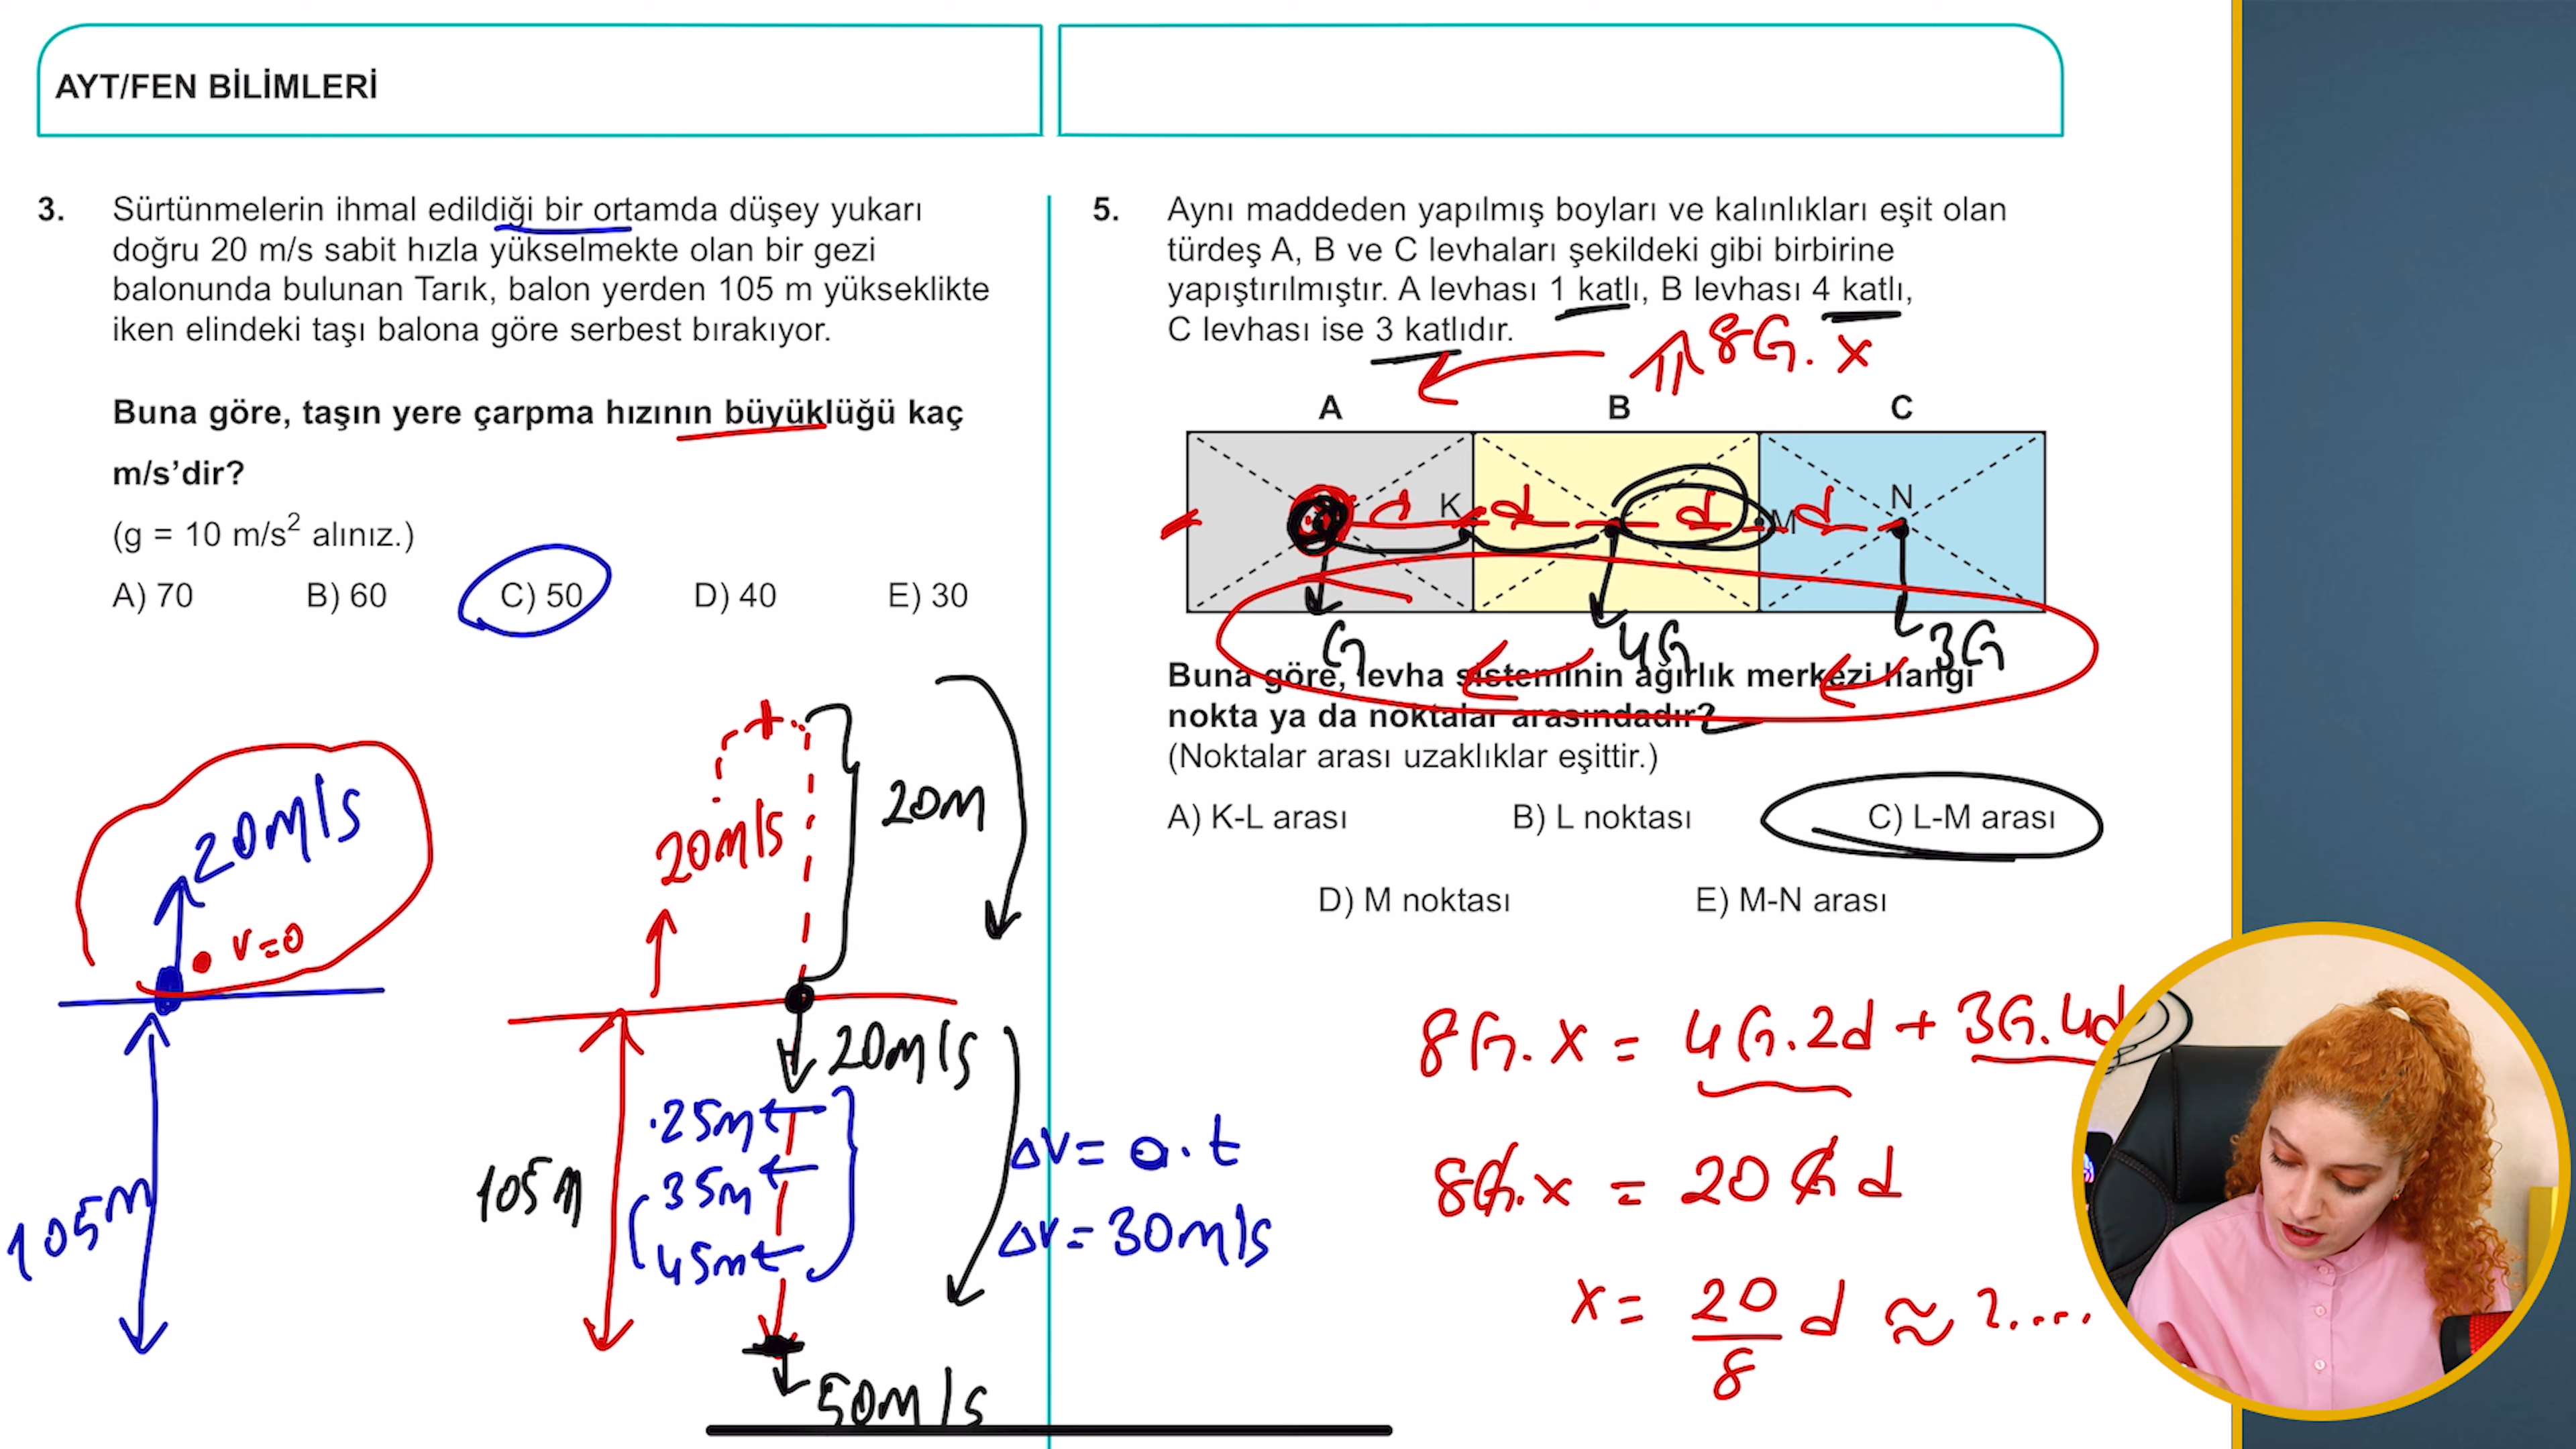 AYT/FEN BİLİMLERİ
3. Sürtünmelerin ihmal edildiği bir ortamda düşey yukarı
doğru 20 m/s sabit hızla yükselmekte olan bir gezi
balonunda bulunan Tarık, balon yerden 105 m yükseklikte
iken elindeki taşı balona göre serbest bırakıyor.
Buna göre, taşın yere çarpma hızının büyüklüğü kaç
m/s'dir?
(g = 10 m/s² alınız.)
A) 70 B) 60 C) 50 D) 40 E) 30
20m/s
v=0
105m
20m/s
20m
20m/s
105m
25m
35m
45m
50m/s
ΔV = a.t
ΔV = 30m/s
5. Aynı maddeden yapılmış boyları ve kalınlıkları eşit olan
türdeş A, B ve C levhaları şekildeki gibi birbirine
yapıştırılmıştır. A levhası 1 katlı, B levhası 4 katlı,
C levhası ise 3 katlıdır.
8G.x
A B C
d K d d M d N
G 4G 3G
Buna göre, levha sisteminin ağırlık merkezi hangi
nokta ya da noktalar arasındadır?
(Noktalar arası uzaklıklar eşittir.)
A) K-L arası B) L noktası C) L-M arası
D) M noktası E) M-N arası
8G.x = 4G.2d + 3G.4d
8G.x = 20 G d
x = 20/8 d ≈ 2....